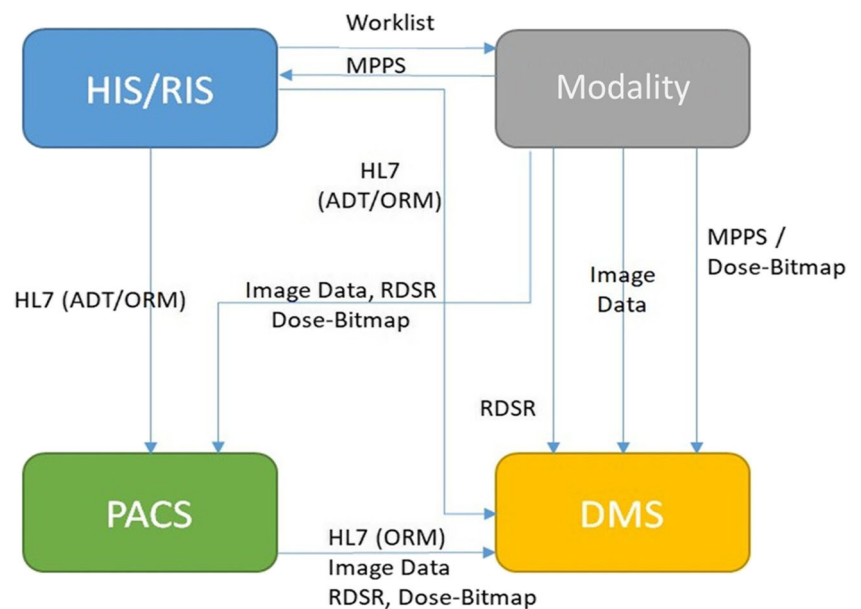 Worklist
MPPS
HIS/RIS
Modality
HL7
(ADT/ORM)
MPPS /
Dose-Bitmap
Image
Data
Image Data, RDSR
Dose-Bitmap
HL7 (ADT/ORM)
RDSR
PACS
DMS
HL7 (ORM)
Image Data
RDSR, Dose-Bitmap